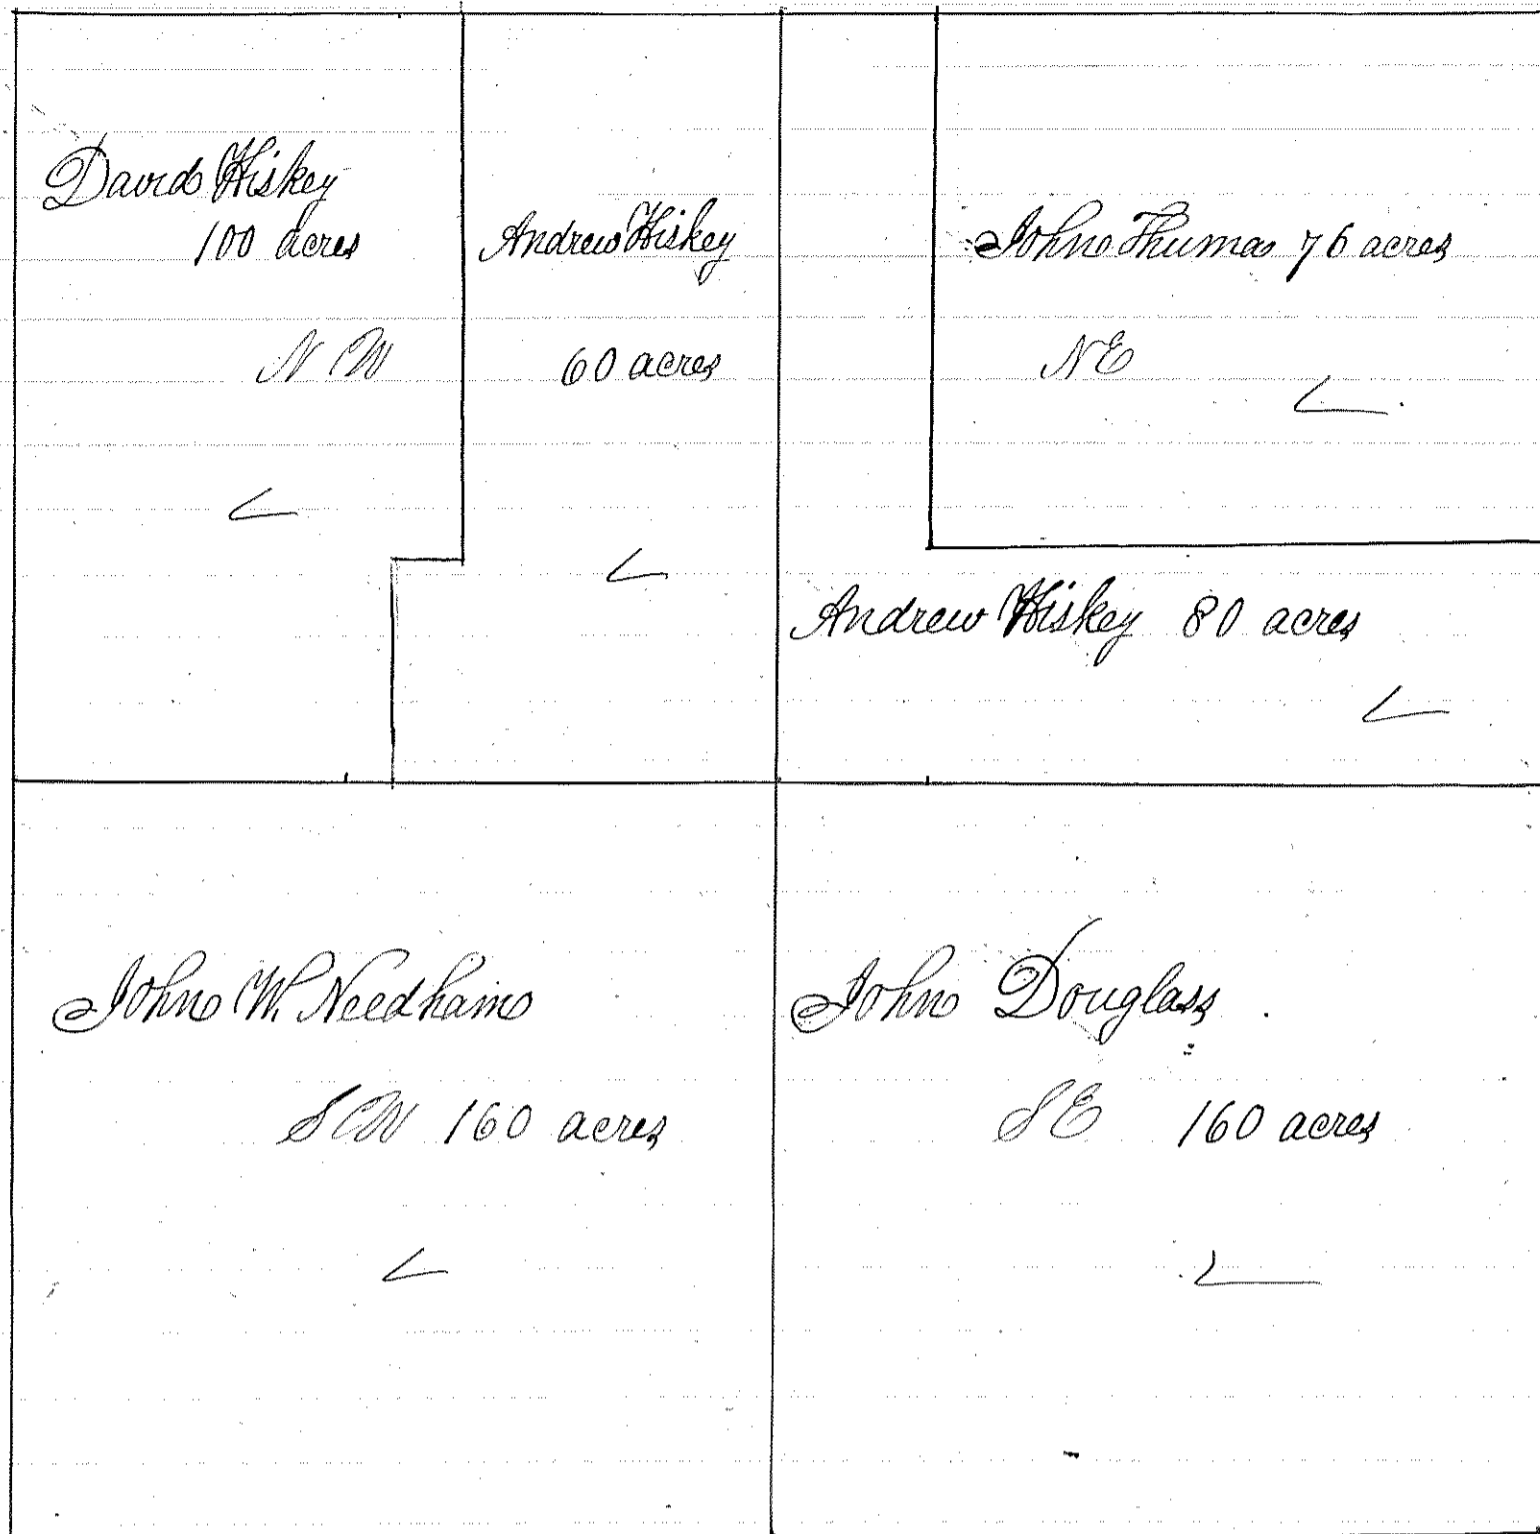 David Hiskey
100 acres
N W
Andrew Hiskey
60 acres
John Thuma 76 acres
N E
Andrew Hiskey 80 acres
John W. Needham
S W 160 acres
John Douglass
S E 160 acres